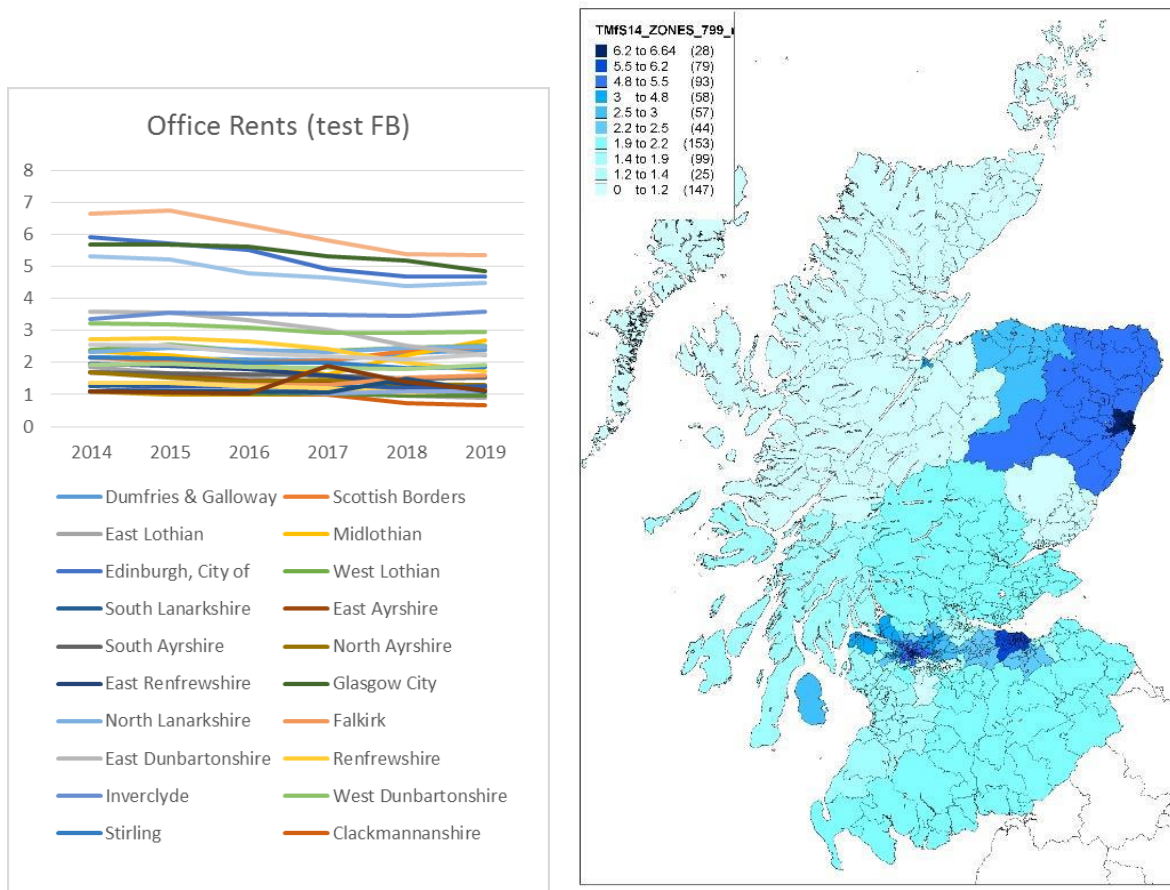 Office Rents (test FB)
8
7
6
5
4
3
2
1
0
2014 2015 2016 2017 2018 2019
Dumfries & Galloway Scottish Borders
East Lothian Midlothian
Edinburgh, City of West Lothian
South Lanarkshire East Ayrshire
South Ayrshire North Ayrshire
East Renfrewshire Glasgow City
North Lanarkshire Falkirk
East Dunbartonshire Renfrewshire
Inverclyde West Dunbartonshire
Stirling Clackmannanshire
TMfS14_ZONES_799_
6.2 to 6.64 (28)
5.5 to 6.2 (79)
4.8 to 5.5 (93)
3 to 4.8 (58)
2.5 to 3 (57)
2.2 to 2.5 (44)
1.9 to 2.2 (153)
1.4 to 1.9 (99)
1.2 to 1.4 (25)
0 to 1.2 (147)